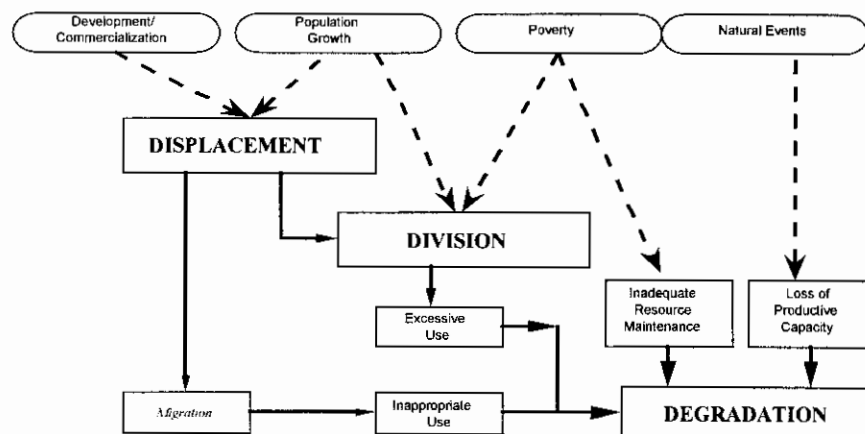 Development/
Commercialization
Population
Growth
Poverty
Natural Events
DISPLACEMENT
DIVISION
Excessive
Use
Inadequate
Resource
Maintenance
Loss of
Productive
Capacity
Migration
Inappropriate
Use
DEGRADATION